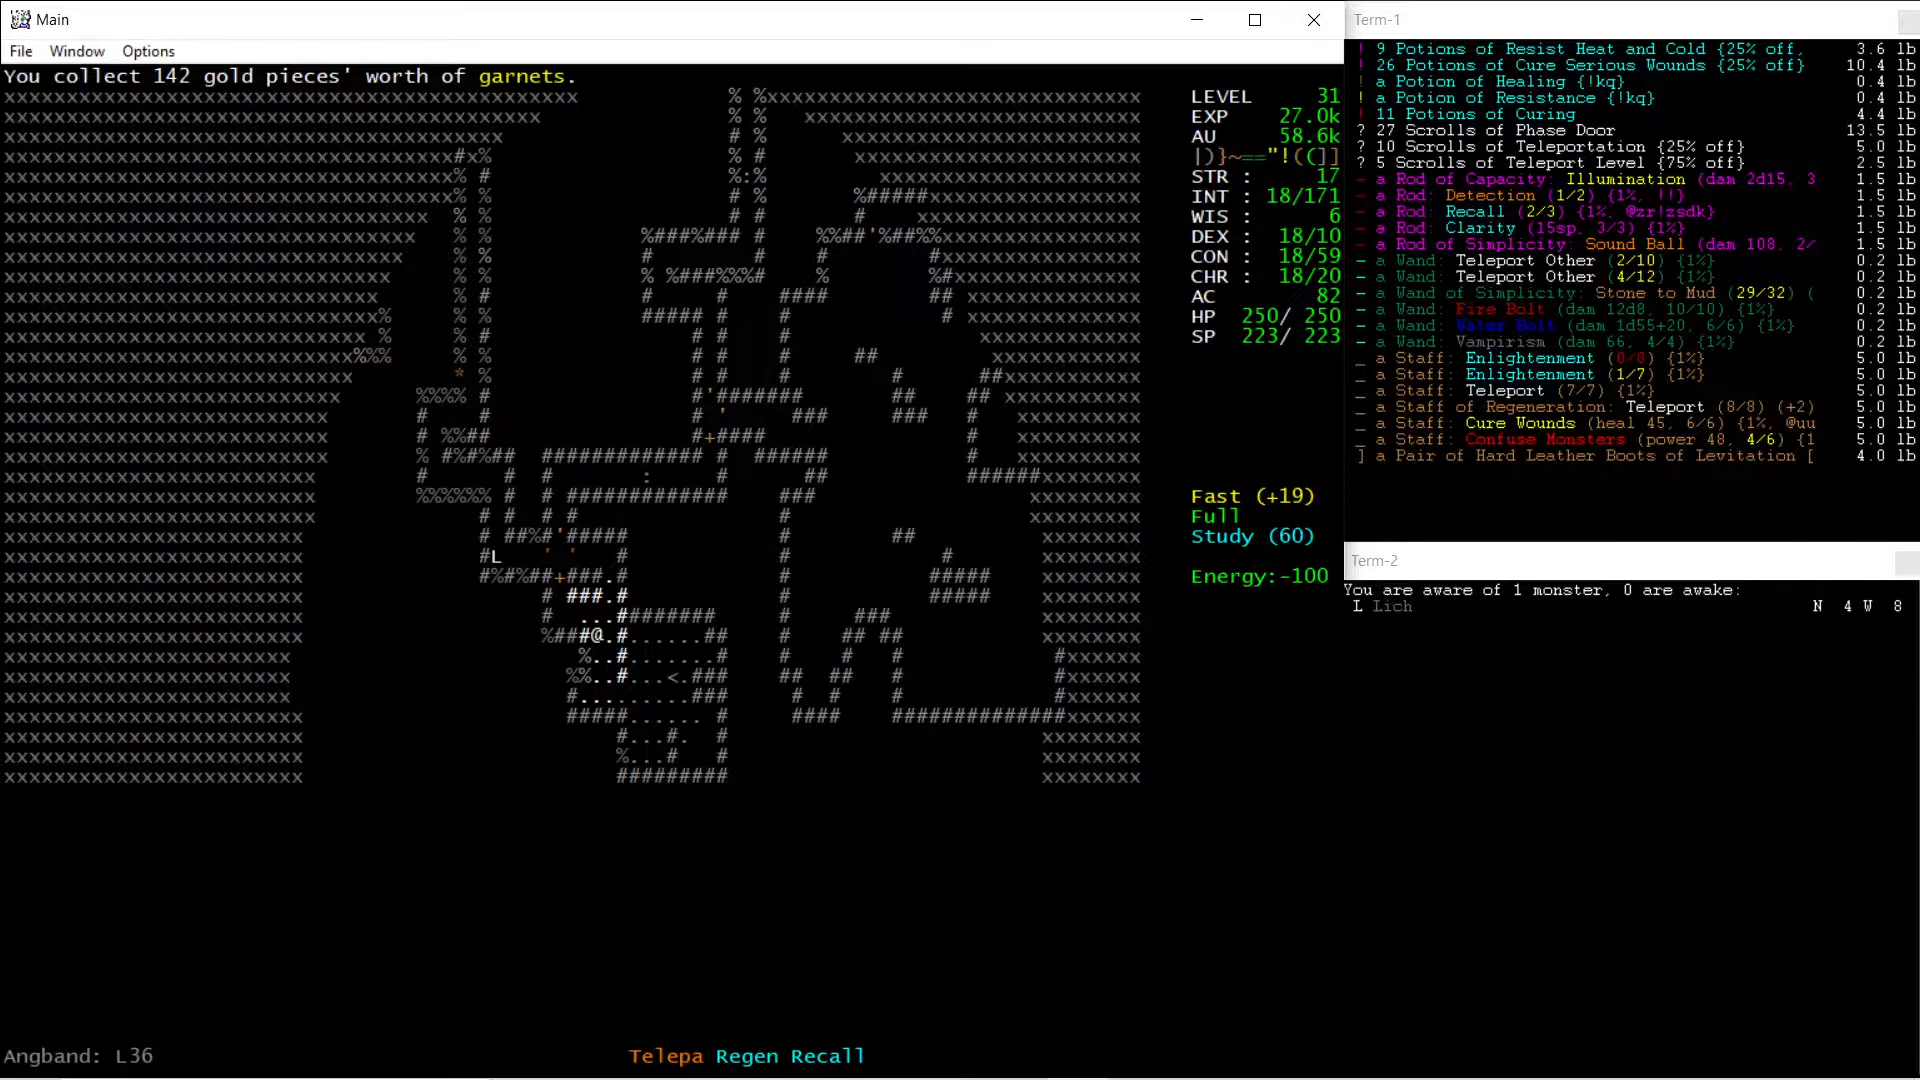 Main
File Window Options
You collect 142 gold pieces' worth of garnets.
LEVEL 31
EXP 27.0k
AU 58.6k
|)}~=="!((]]
STR : 17
INT : 18/171
WIS : 6
DEX : 18/10
CON : 18/59
CHR : 18/20
AC 82
HP 250/ 250
SP 223/ 223
Fast (+19)
Full
Study (60)
Energy:-100
Angband: L36
Telepa Regen Recall
Term-1
! 9 Potions of Resist Heat and Cold {25% off, 3.6 lb
! 26 Potions of Cure Serious Wounds {25% off} 10.4 lb
! a Potion of Healing {!kq} 0.4 lb
! a Potion of Resistance {!kq} 0.4 lb
! 11 Potions of Curing 4.4 lb
? 27 Scrolls of Phase Door 13.5 lb
? 10 Scrolls of Teleportation {25% off} 5.0 lb
? 5 Scrolls of Teleport Level {75% off} 2.5 lb
- a Rod of Capacity: Illumination (dam 2d15, 3 1.5 lb
- a Rod: Detection (1/2) {1%, !!} 1.5 lb
- a Rod: Recall (2/3) {1%, @zr!zsdk} 1.5 lb
- a Rod: Clarity (15sp, 3/3) {1%} 1.5 lb
- a Rod of Simplicity: Sound Ball (dam 108, 2/ 1.5 lb
- a Wand: Teleport Other (2/10) {1%} 0.2 lb
- a Wand: Teleport Other (4/12) {1%} 0.2 lb
- a Wand of Simplicity: Stone to Mud (29/32) ( 0.2 lb
- a Wand: Fire Bolt (dam 12d8, 10/10) {1%} 0.2 lb
- a Wand: Water Bolt (dam 1d55+20, 6/6) {1%} 0.2 lb
- a Wand: Vampirism (dam 66, 4/4) {1%} 0.2 lb
_ a Staff: Enlightenment (0/8) {1%} 5.0 lb
_ a Staff: Enlightenment (1/7) {1%} 5.0 lb
_ a Staff: Teleport (7/7) {1%} 5.0 lb
_ a Staff of Regeneration: Teleport (8/8) (+2) 5.0 lb
_ a Staff: Cure Wounds (heal 45, 6/6) {1%, @uu 5.0 lb
_ a Staff: Confuse Monsters (power 48, 4/6) {1 5.0 lb
] a Pair of Hard Leather Boots of Levitation [ 4.0 lb
Term-2
You are aware of 1 monster, 0 are awake:
L Lich N 4 W 8